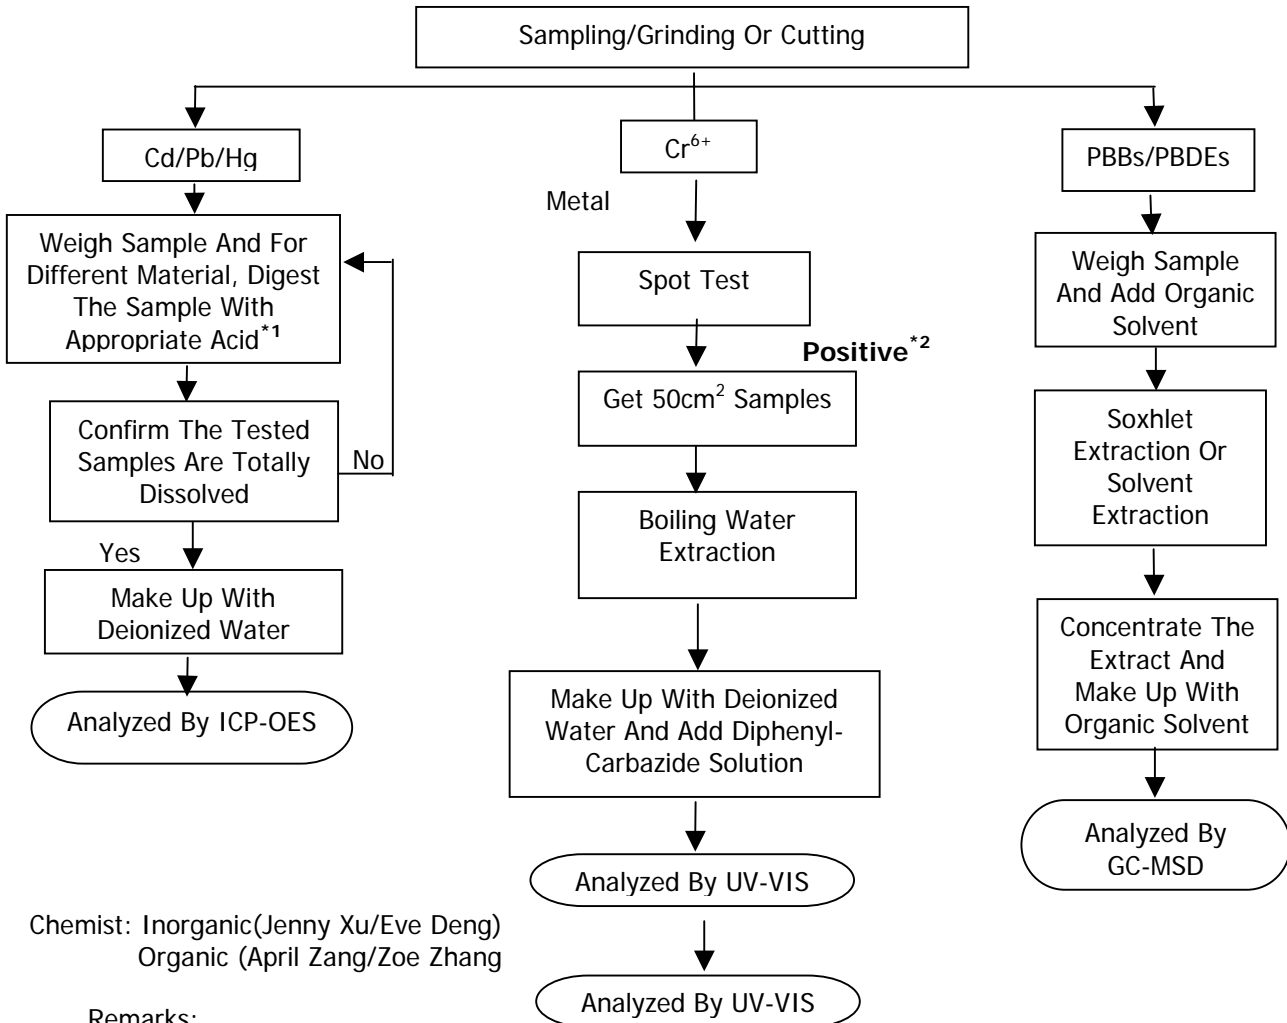 Sampling/Grinding Or Cutting
Cd/Pb/Hg
Weigh Sample And For
Different Material, Digest
The Sample With
Appropriate Acid*1
Confirm The Tested
Samples Are Totally
Dissolved
No
Yes
Make Up With
Deionized Water
Analyzed By ICP-OES
Cr6+
Metal
Spot Test
Positive*2
Get 50cm2 Samples
Boiling Water
Extraction
Make Up With Deionized
Water And Add Diphenyl-
Carbazide Solution
Analyzed By UV-VIS
Analyzed By UV-VIS
PBBs/PBDEs
Weigh Sample
And Add Organic
Solvent
Soxhlet
Extraction Or
Solvent
Extraction
Concentrate The
Extract And
Make Up With
Organic Solvent
Analyzed By
GC-MSD
Chemist: Inorganic(Jenny Xu/Eve Deng)
Organic (April Zang/Zoe Zhang
Remarks: